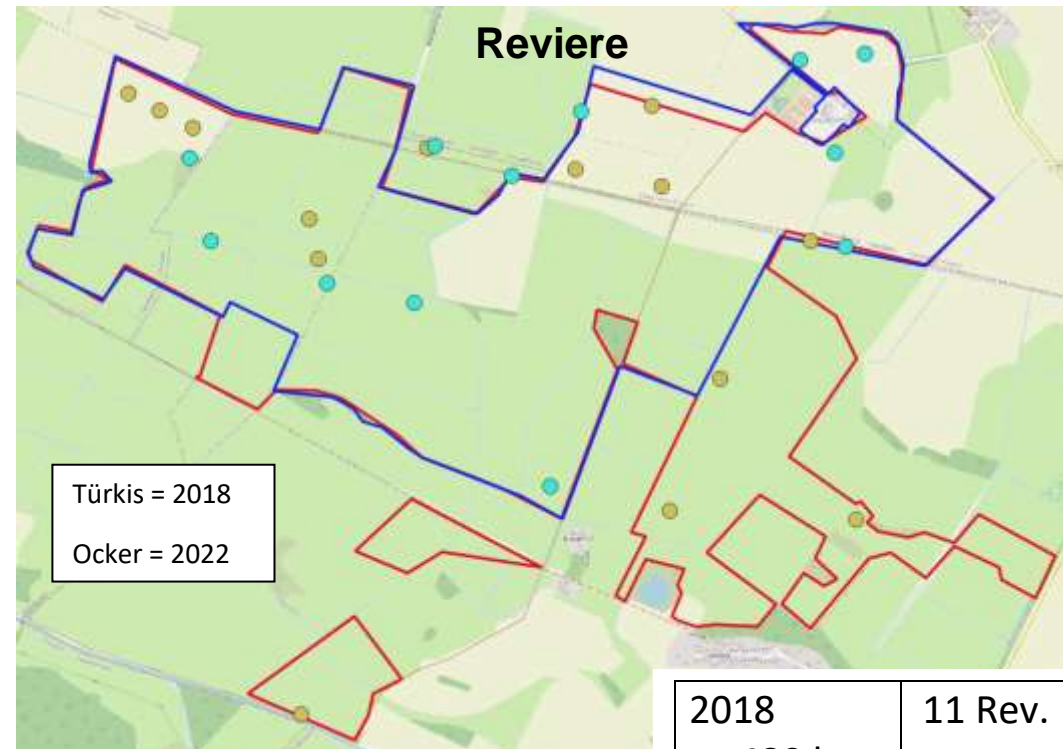 Reviere
Türkis = 2018
Ocker = 2022
2018 11 Rev.